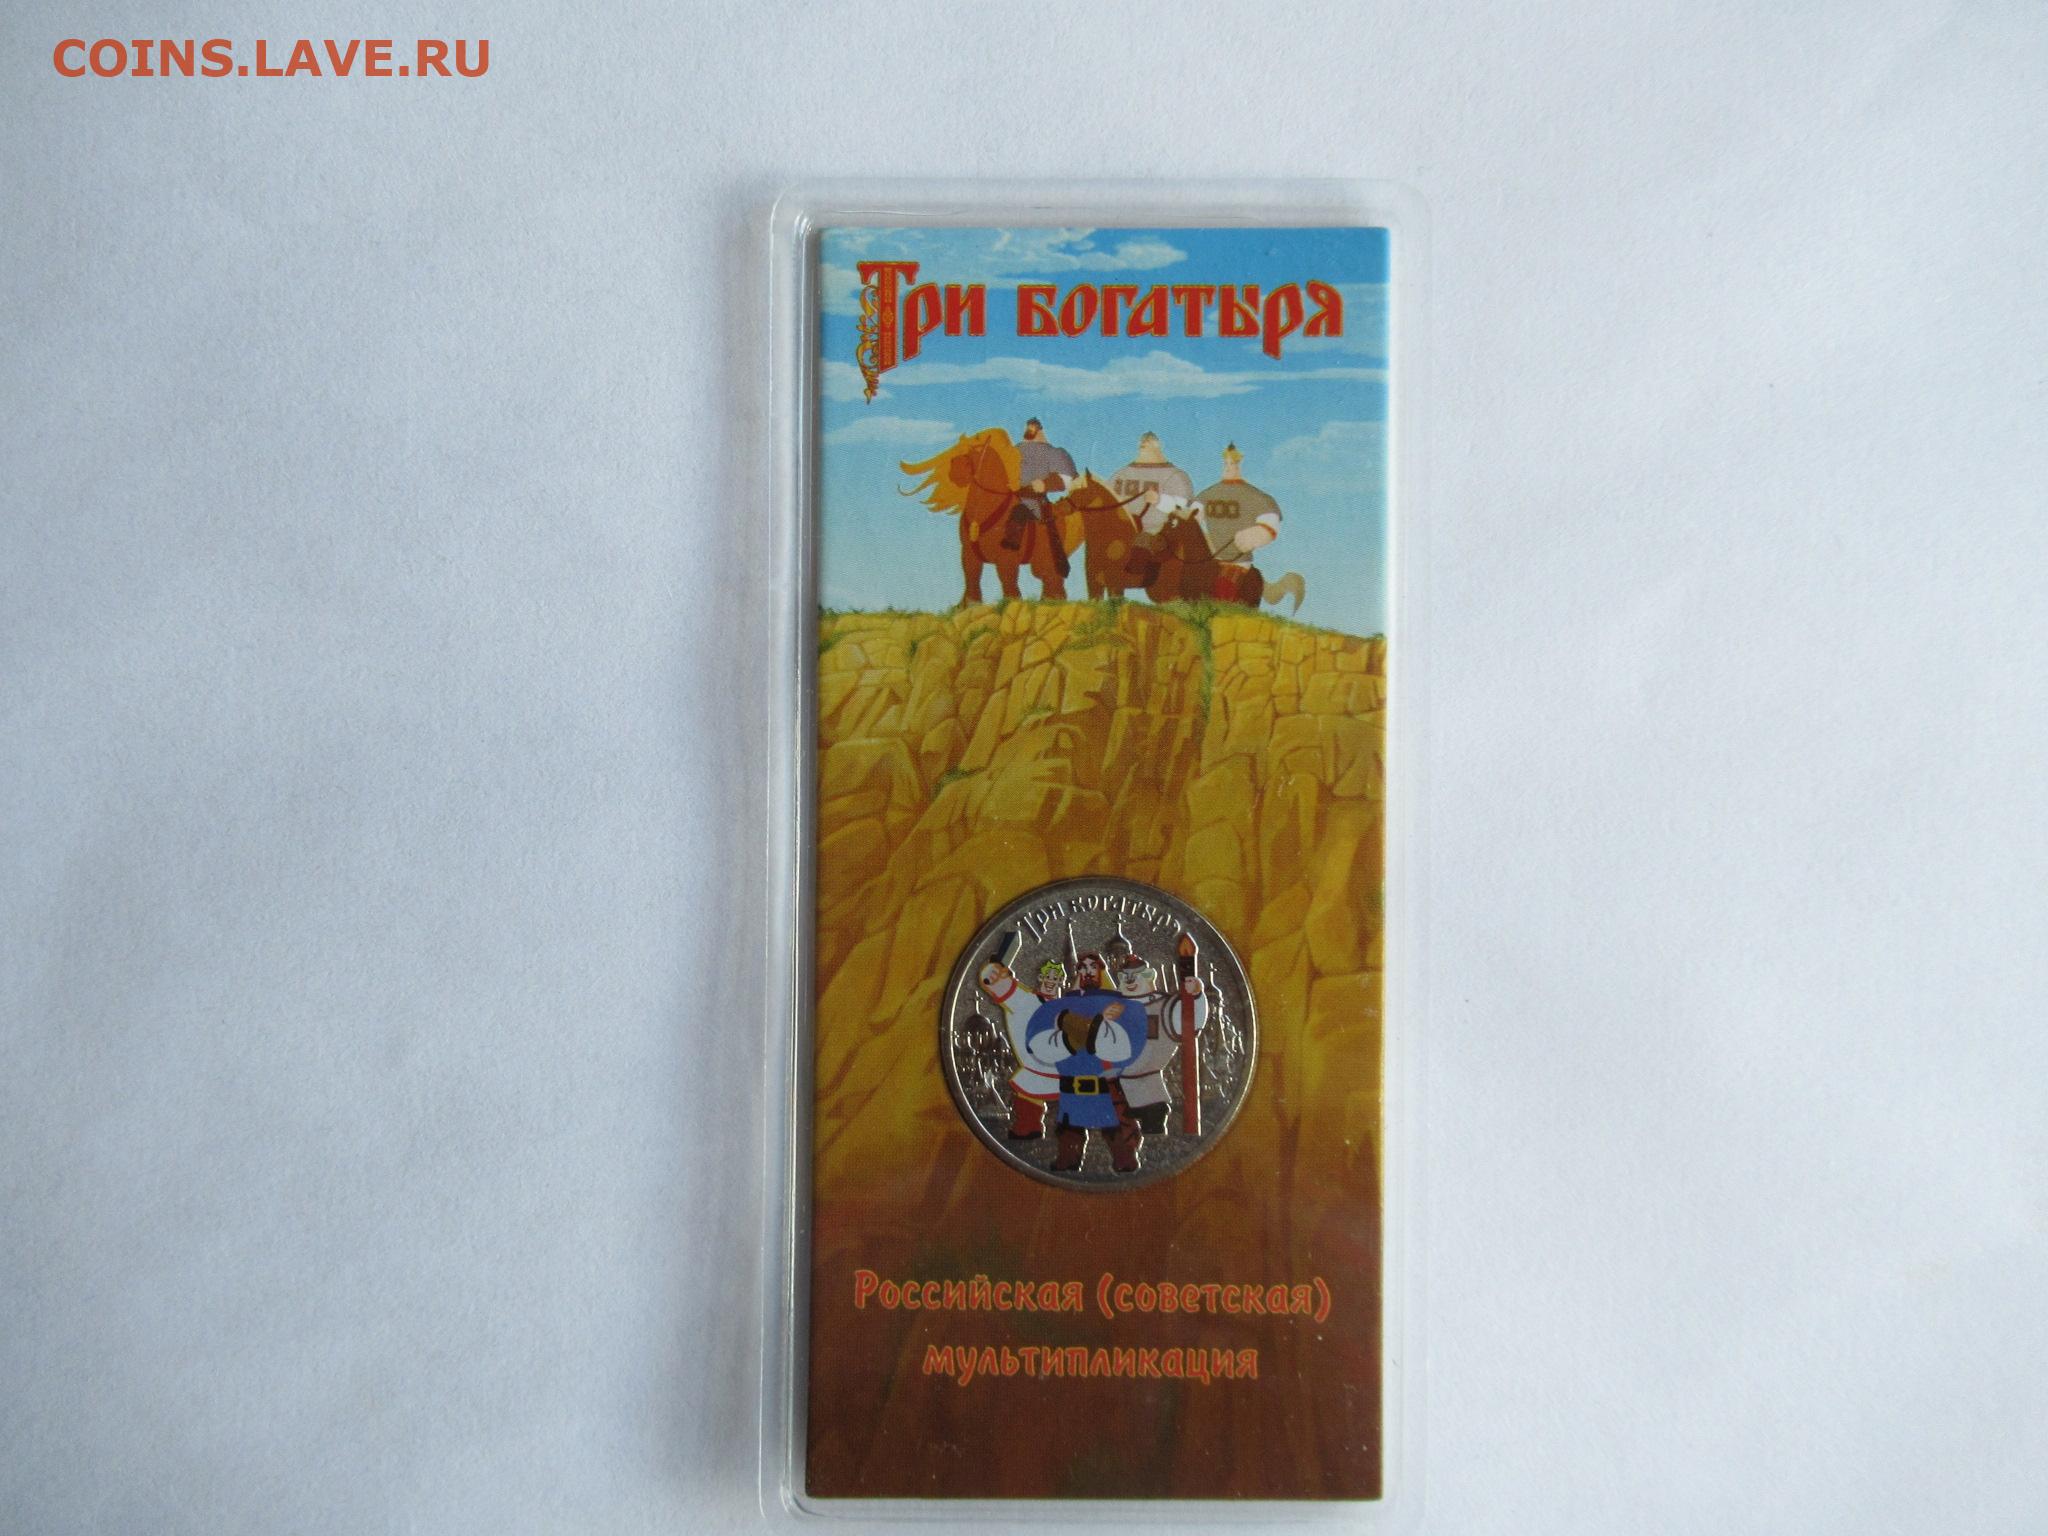 COINS.LAVE.RU
Три богатыря
Три богатыря
Российская (советская)
мультипликация